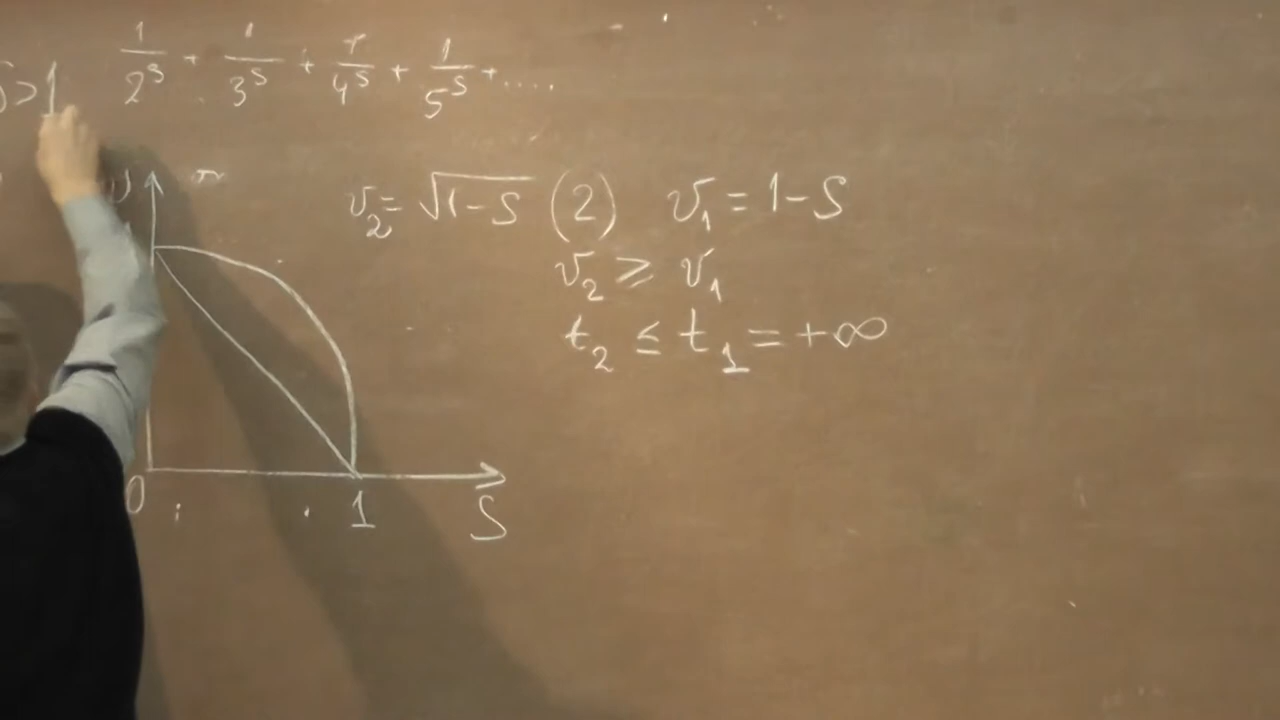 S>1 1/2^s + 1/3^s + 1/4^s + 1/5^s + ....
v₂ = √(1-S) (2) v₁ = 1-S
v₂ ≥ v₁
t₂ ≤ t₁ = +∞
0 1 S